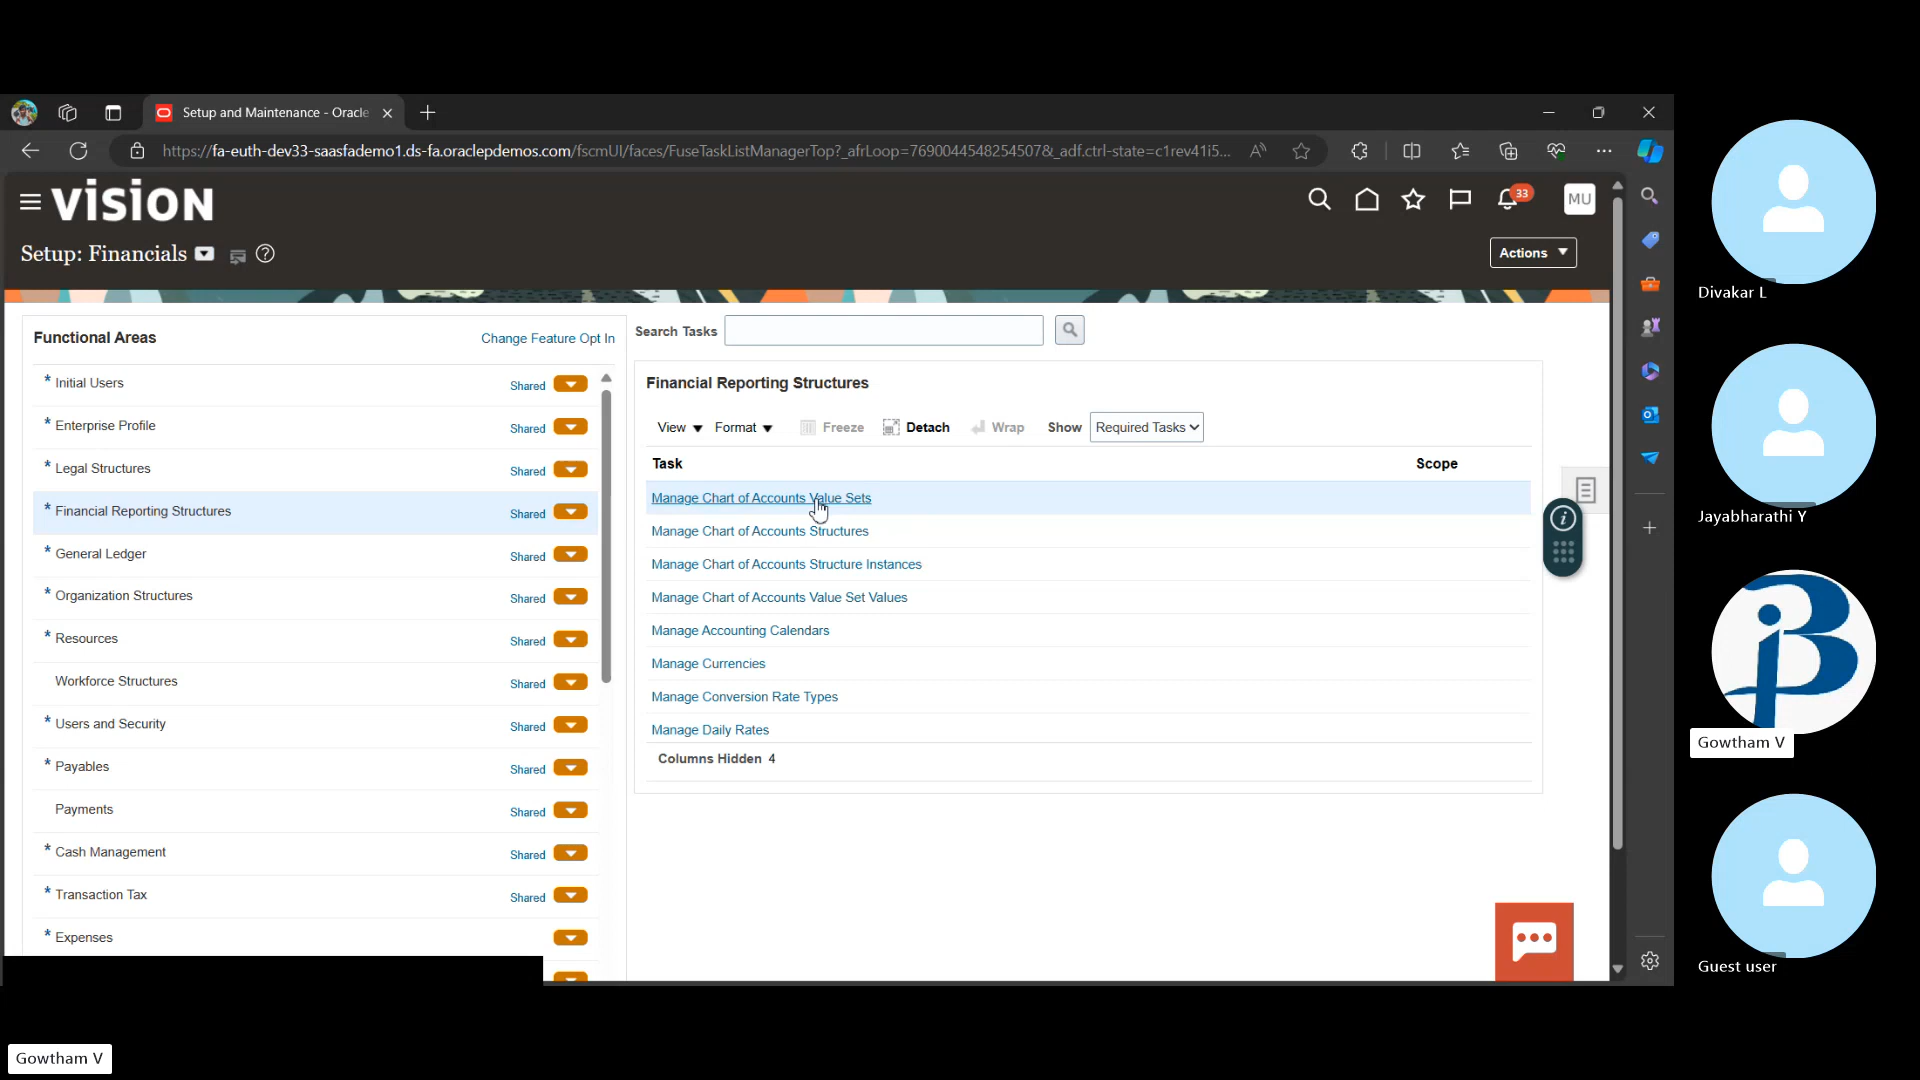 Setup and Maintenance - Oracle
https://fa-euth-dev33-saasfademo1.ds-fa.oraclepdemos.com/fscmUI/faces/FuseTaskListManagerTop?_afrLoop=7690044548254507&_adf.ctrl-state=c1rev41i5...
VISION
33
MU
Setup: Financials
Actions
Functional Areas
Change Feature Opt In
* Initial Users Shared
* Enterprise Profile Shared
* Legal Structures Shared
* Financial Reporting Structures Shared
* General Ledger Shared
* Organization Structures Shared
* Resources Shared
Workforce Structures Shared
* Users and Security Shared
* Payables Shared
Payments Shared
* Cash Management Shared
* Transaction Tax Shared
* Expenses
Search Tasks
Financial Reporting Structures
View Format Freeze Detach Wrap Show Required Tasks
Task Scope
Manage Chart of Accounts Value Sets
Manage Chart of Accounts Structures
Manage Chart of Accounts Structure Instances
Manage Chart of Accounts Value Set Values
Manage Accounting Calendars
Manage Currencies
Manage Conversion Rate Types
Manage Daily Rates
Columns Hidden 4
Divakar L
Jayabharathi Y
Gowtham V
Guest user
Gowtham V